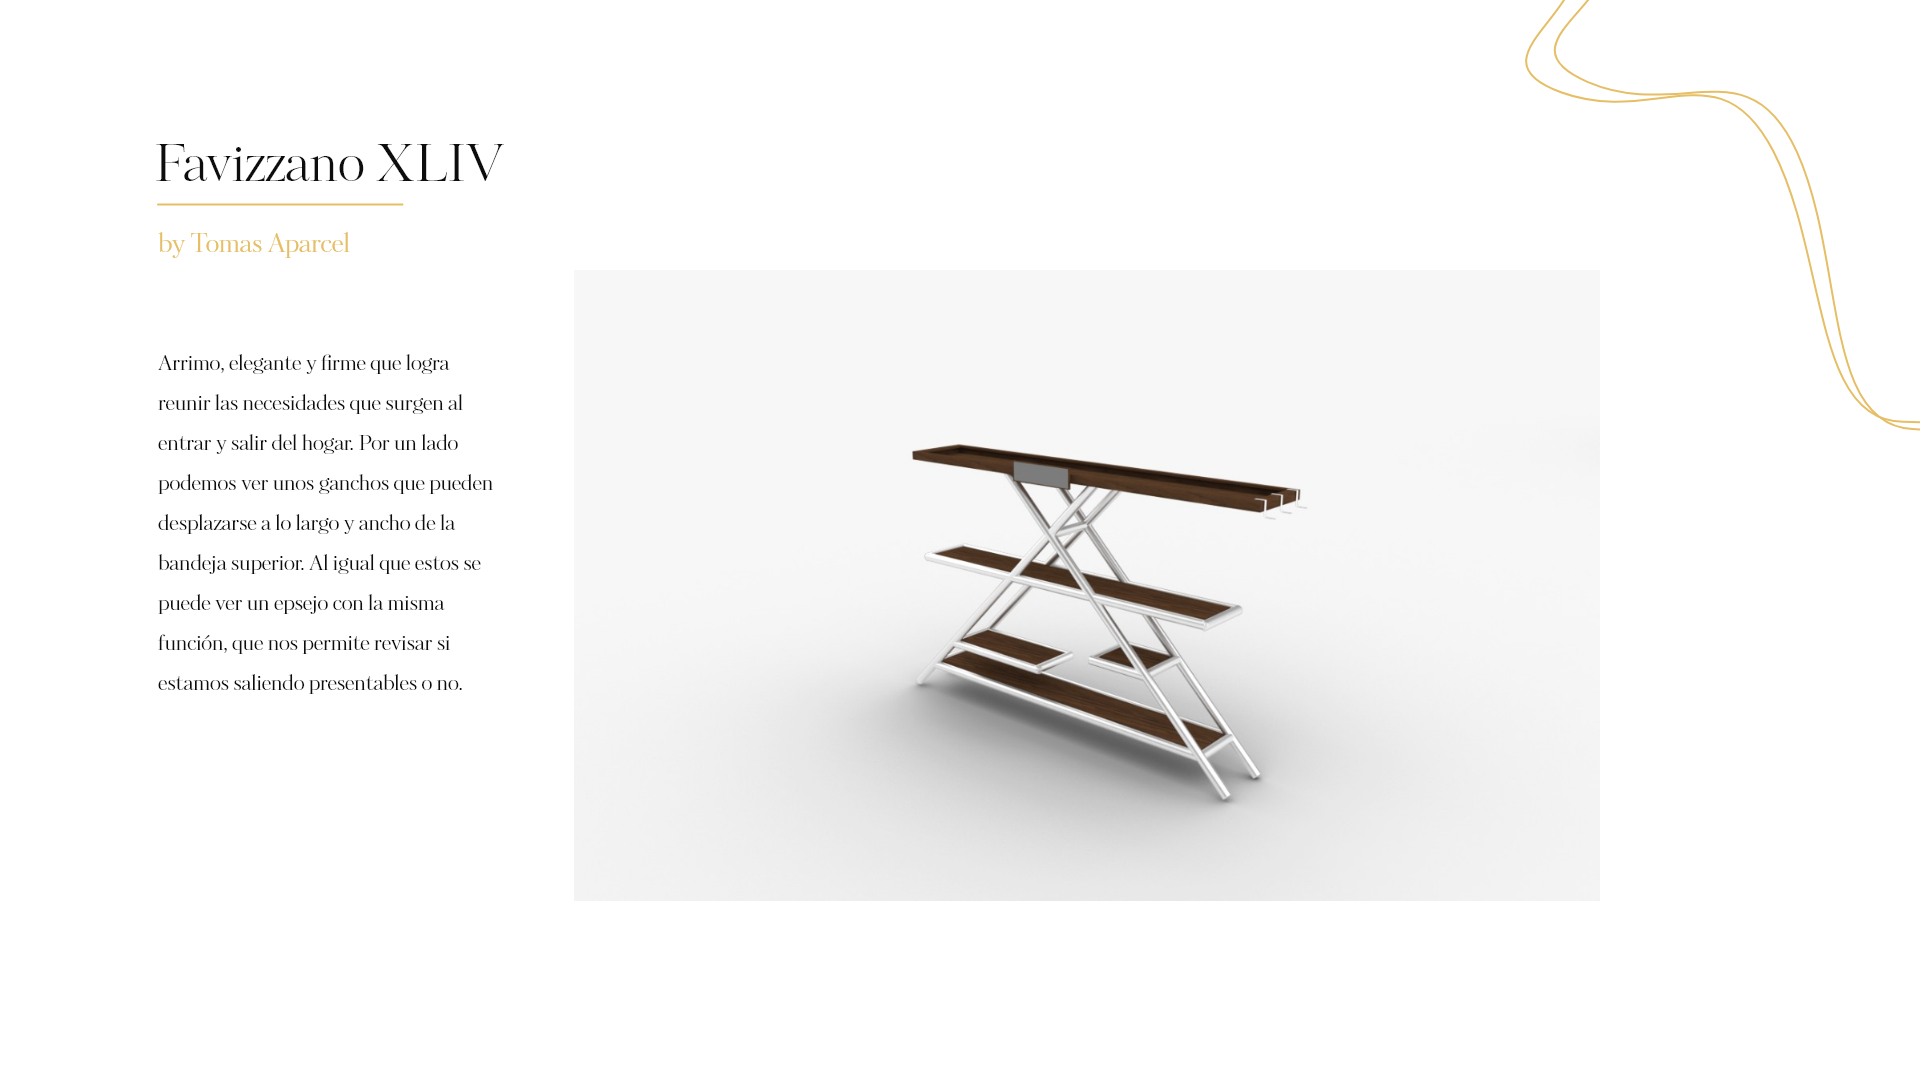 Favizzano XLIV
by Tomas Aparcel
Arrimo, elegante y firme que logra
reunir las necesidades que surgen al
entrar y salir del hogar. Por un lado
podemos ver unos ganchos que pueden
desplazarse a lo largo y ancho de la
bandeja superior. Al igual que estos se
puede ver un epsejo con la misma
función, que nos permite revisar si
estamos saliendo presentables o no.